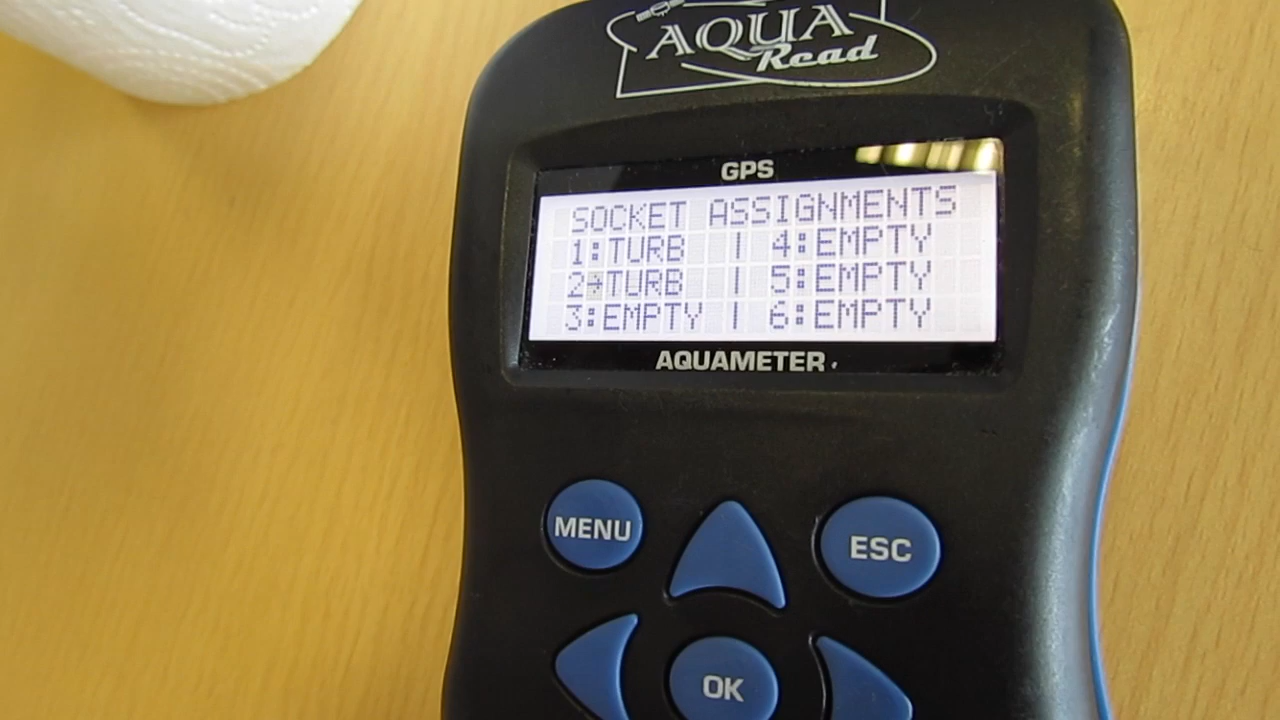 AQUA
Read
GPS
SOCKET ASSIGNMENTS
1:TURB | 4:EMPTY
2→TURB | 5:EMPTY
3:EMPTY | 6:EMPTY
AQUAMETER
MENU
ESC
OK